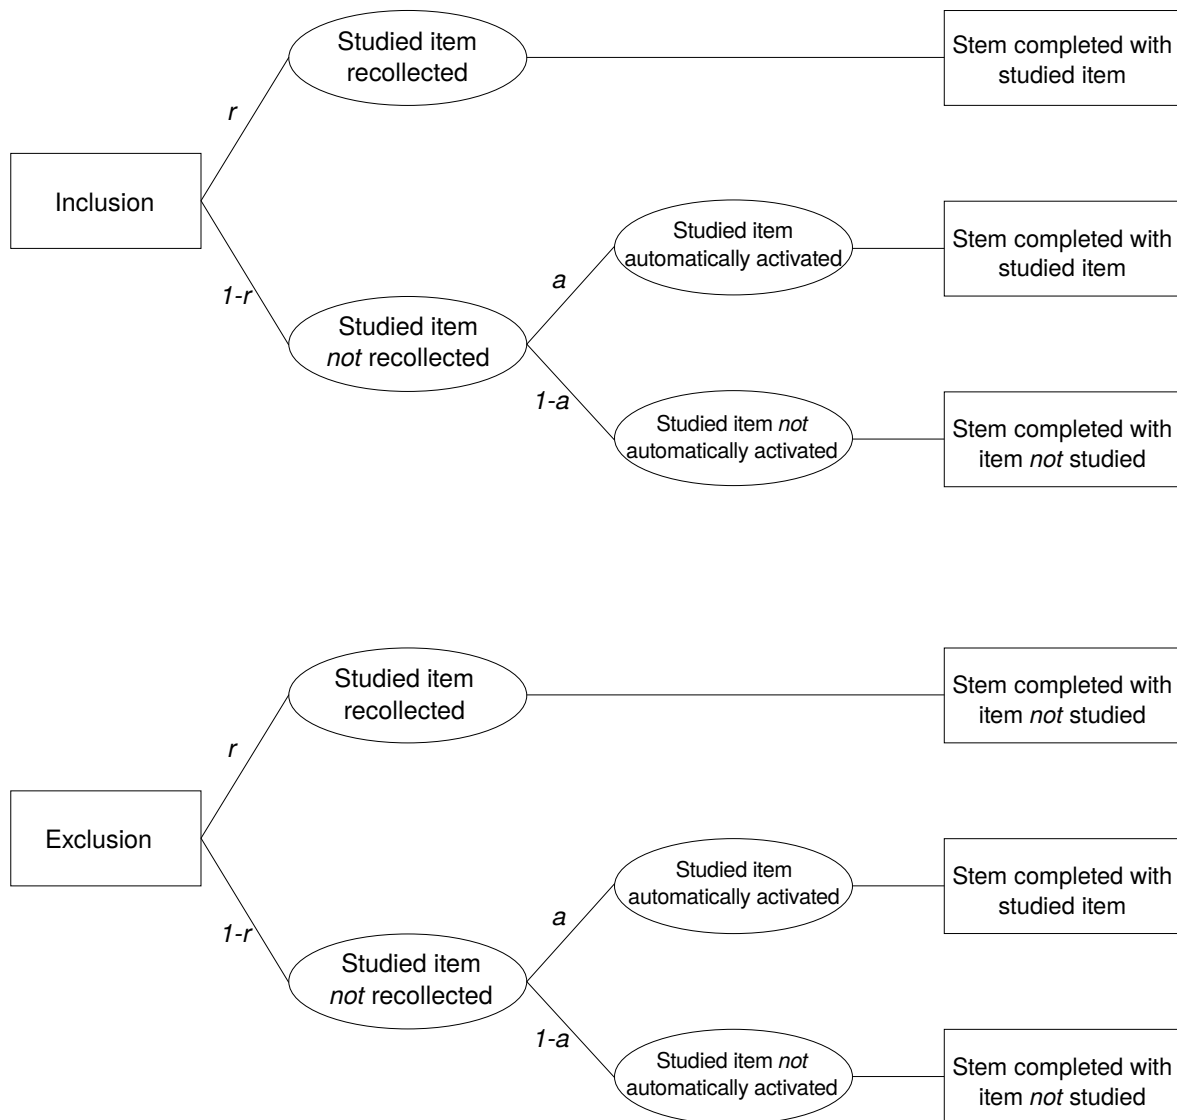 Studied item
recollected
Stem completed with
studied item
r
Inclusion
1-r
Studied item
not recollected
a
Studied item
automatically activated
Stem completed with
studied item
1-a
Studied item not
automatically activated
Stem completed with
item not studied
Studied item
recollected
Stem completed with
item not studied
r
Exclusion
1-r
Studied item
not recollected
a
Studied item
automatically activated
Stem completed with
studied item
1-a
Studied item not
automatically activated
Stem completed with
item not studied